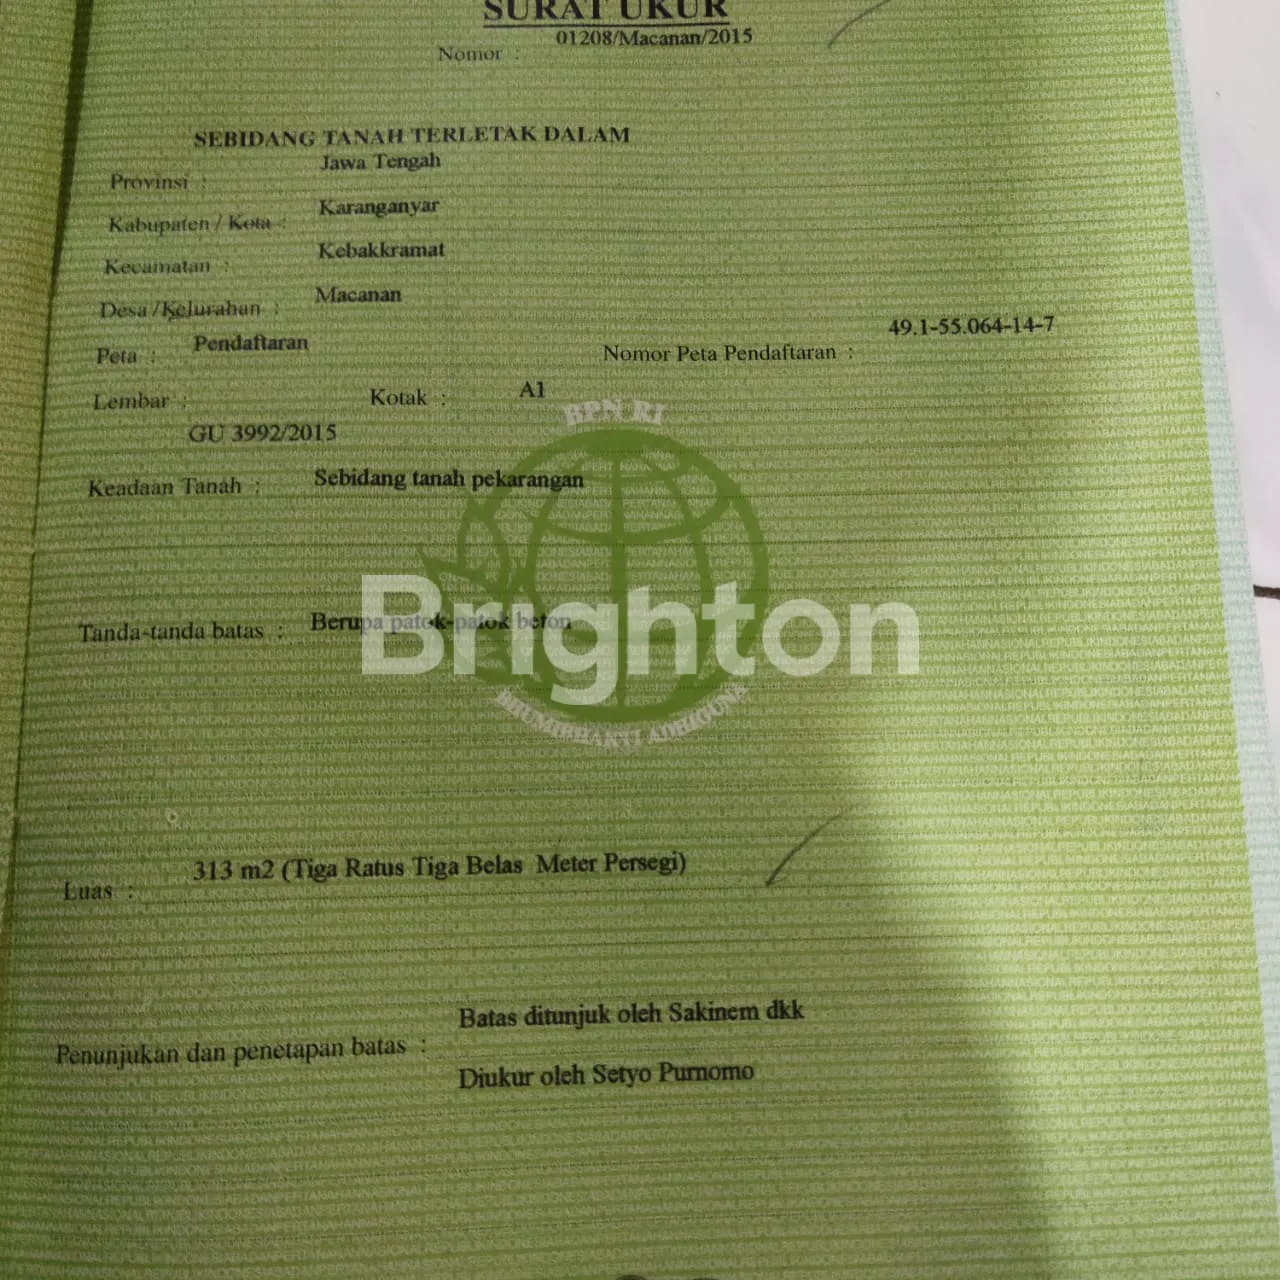 SURAT UKUR
01208/Macanan/2015
Nomor :
SEBIDANG TANAH TERLETAK DALAM
Jawa Tengah
Provinsi :
Karanganyar
Kabupaten / Kota :
Kebakkramat
Kecamatan :
Macanan
Desa /Kelurahan :
Pendaftaran
Peta :
49.1-55.064-14-7
Nomor Peta Pendaftaran :
A1
Lembar :
Kotak :
GU 3992/2015
BPN RI
Sebidang tanah pekarangan
Keadaan Tanah :
Brighton
Berupa patok-patok beton
Tanda-tanda batas :
BHUMIBHAKTI ADHIGUNA
313 m2 (Tiga Ratus Tiga Belas Meter Persegi)
Luas :
Batas ditunjuk oleh Sakinem dkk
Penunjukan dan penetapan batas :
Diukur oleh Setyo Purnomo